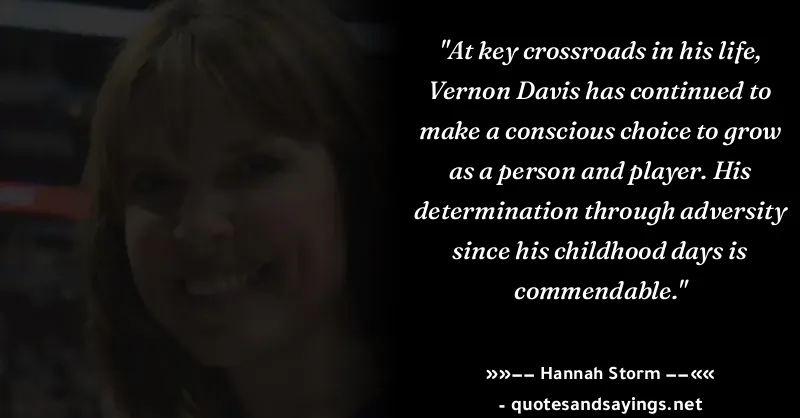 "At key crossroads in his life,
Vernon Davis has continued to
make a conscious choice to grow
as a person and player. His
determination through adversity
since his childhood days is
commendable."
»»–– Hannah Storm ––««
- quotesandsayings.net